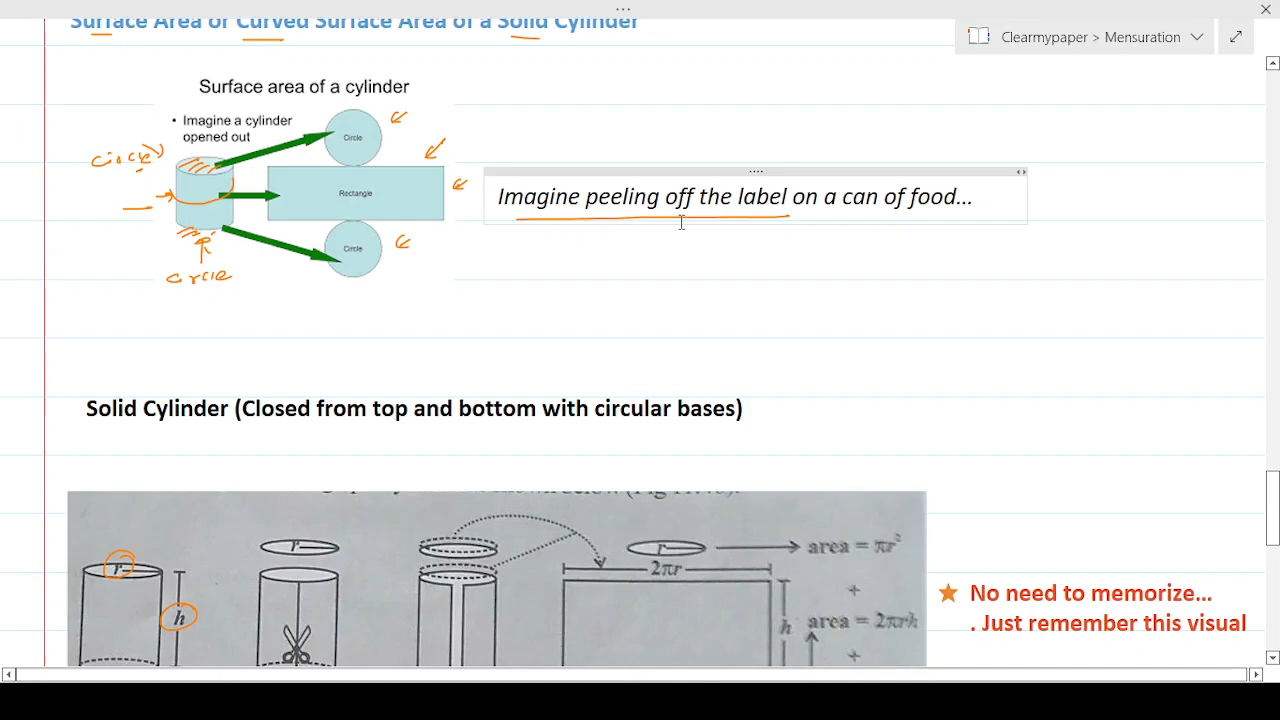 Surface Area or Curved Surface Area of a Solid Cylinder
Clearmypaper > Mensuration
Surface area of a cylinder
• Imagine a cylinder
opened out
Circle
Circle
Rectangle
Imagine peeling off the label on a can of food...
Circle
circle
Solid Cylinder (Closed from top and bottom with circular bases)
r
r
r
area = πr²
2πr
+
h
h
area = 2πrh
+
No need to memorize...
. Just remember this visual